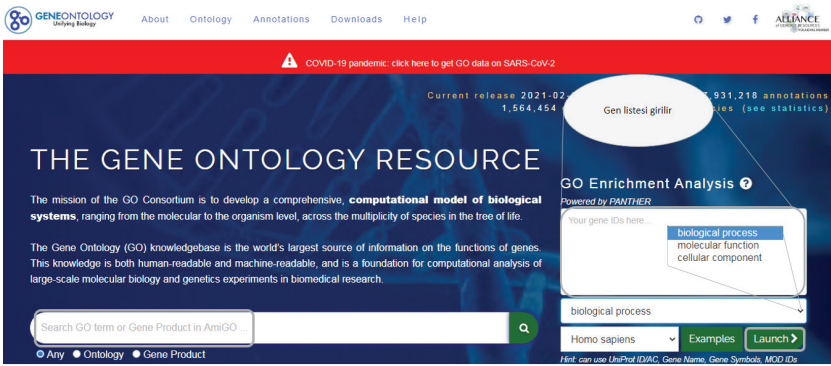 GENEONTOLOGY
Unifying Biology
About Ontology Annotations Downloads Help
ALLIANCE
COVID-19 pandemic: click here to get GO data on SARS-CoV-2
Current release 2021-02- ,931,218 annotations
1,564,454 (see statistics)
Gen listesi girilir
THE GENE ONTOLOGY RESOURCE
The mission of the GO Consortium is to develop a comprehensive, computational model of biological
systems, ranging from the molecular to the organism level, across the multiplicity of species in the tree of life.
The Gene Ontology (GO) knowledgebase is the world's largest source of information on the functions of genes.
This knowledge is both human-readable and machine-readable, and is a foundation for computational analysis of
large-scale molecular biology and genetics experiments in biomedical research.
Search GO term or Gene Product in AmiGO ...
Any Ontology Gene Product
GO Enrichment Analysis ?
Powered by PANTHER
Your gene IDs here...
biological process
molecular function
cellular component
biological process
Homo sapiens Examples Launch
Hint: can use UniProt ID/AC, Gene Name, Gene Symbols, MOD IDs